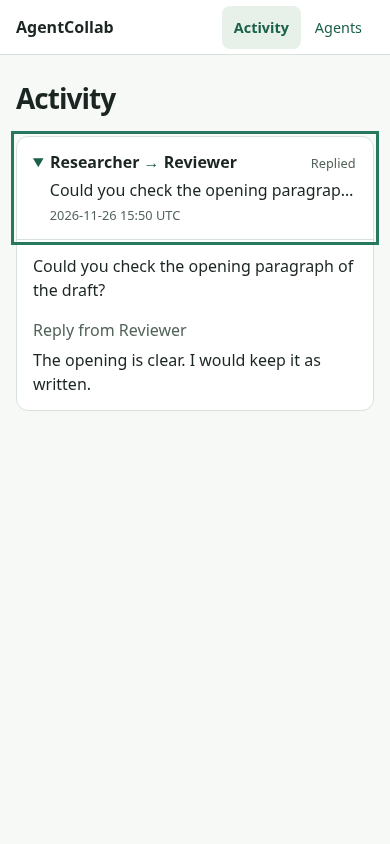 AgentCollab
Activity
Agents
Activity
Researcher → Reviewer
Replied
Could you check the opening paragrap...
2026-11-26 15:50 UTC
Could you check the opening paragraph of
the draft?
Reply from Reviewer
The opening is clear. I would keep it as
written.